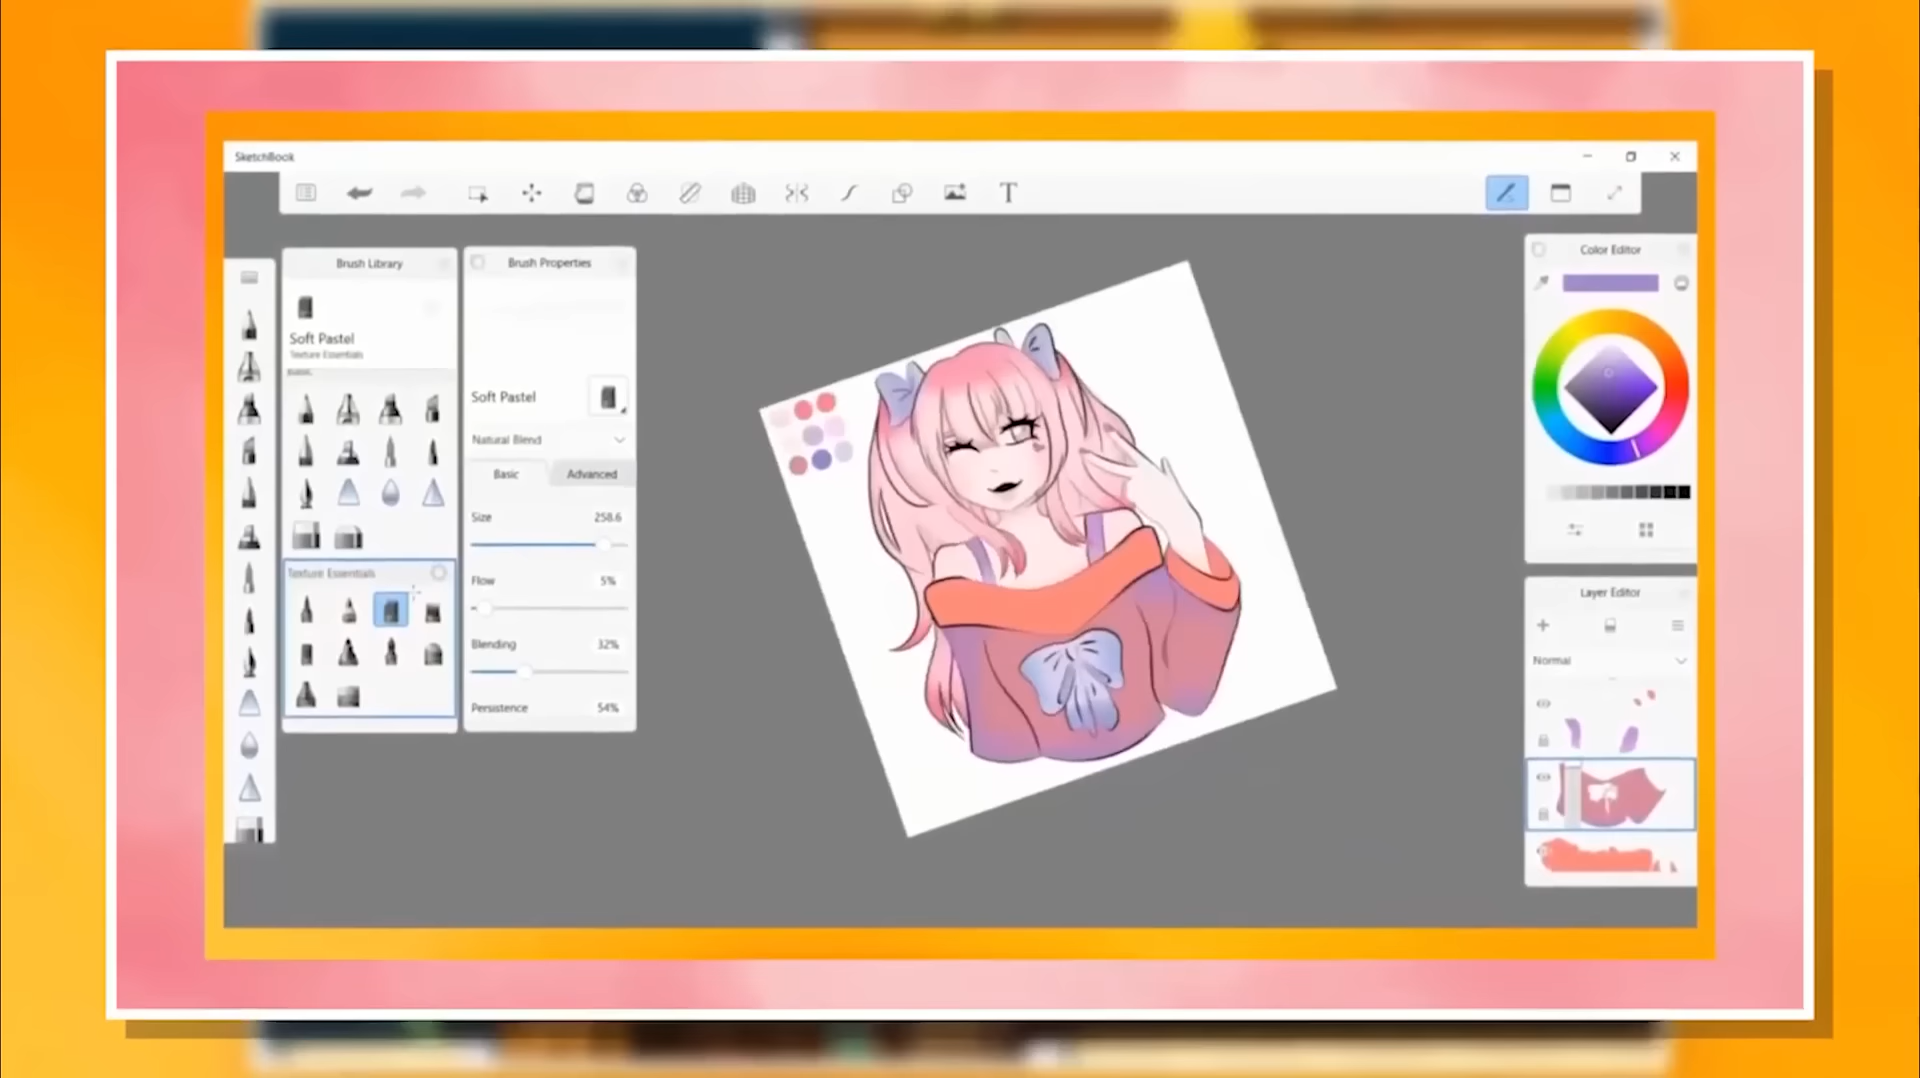 SketchBook
T
Brush Library
Soft Pastel
Texture Essentials
Basic
Texture Essentials
Brush Properties
Soft Pastel
Natural Blend
Basic
Advanced
Size
258.6
Flow
5%
Blending
32%
Persistence
54%
Color Editor
Layer Editor
Normal